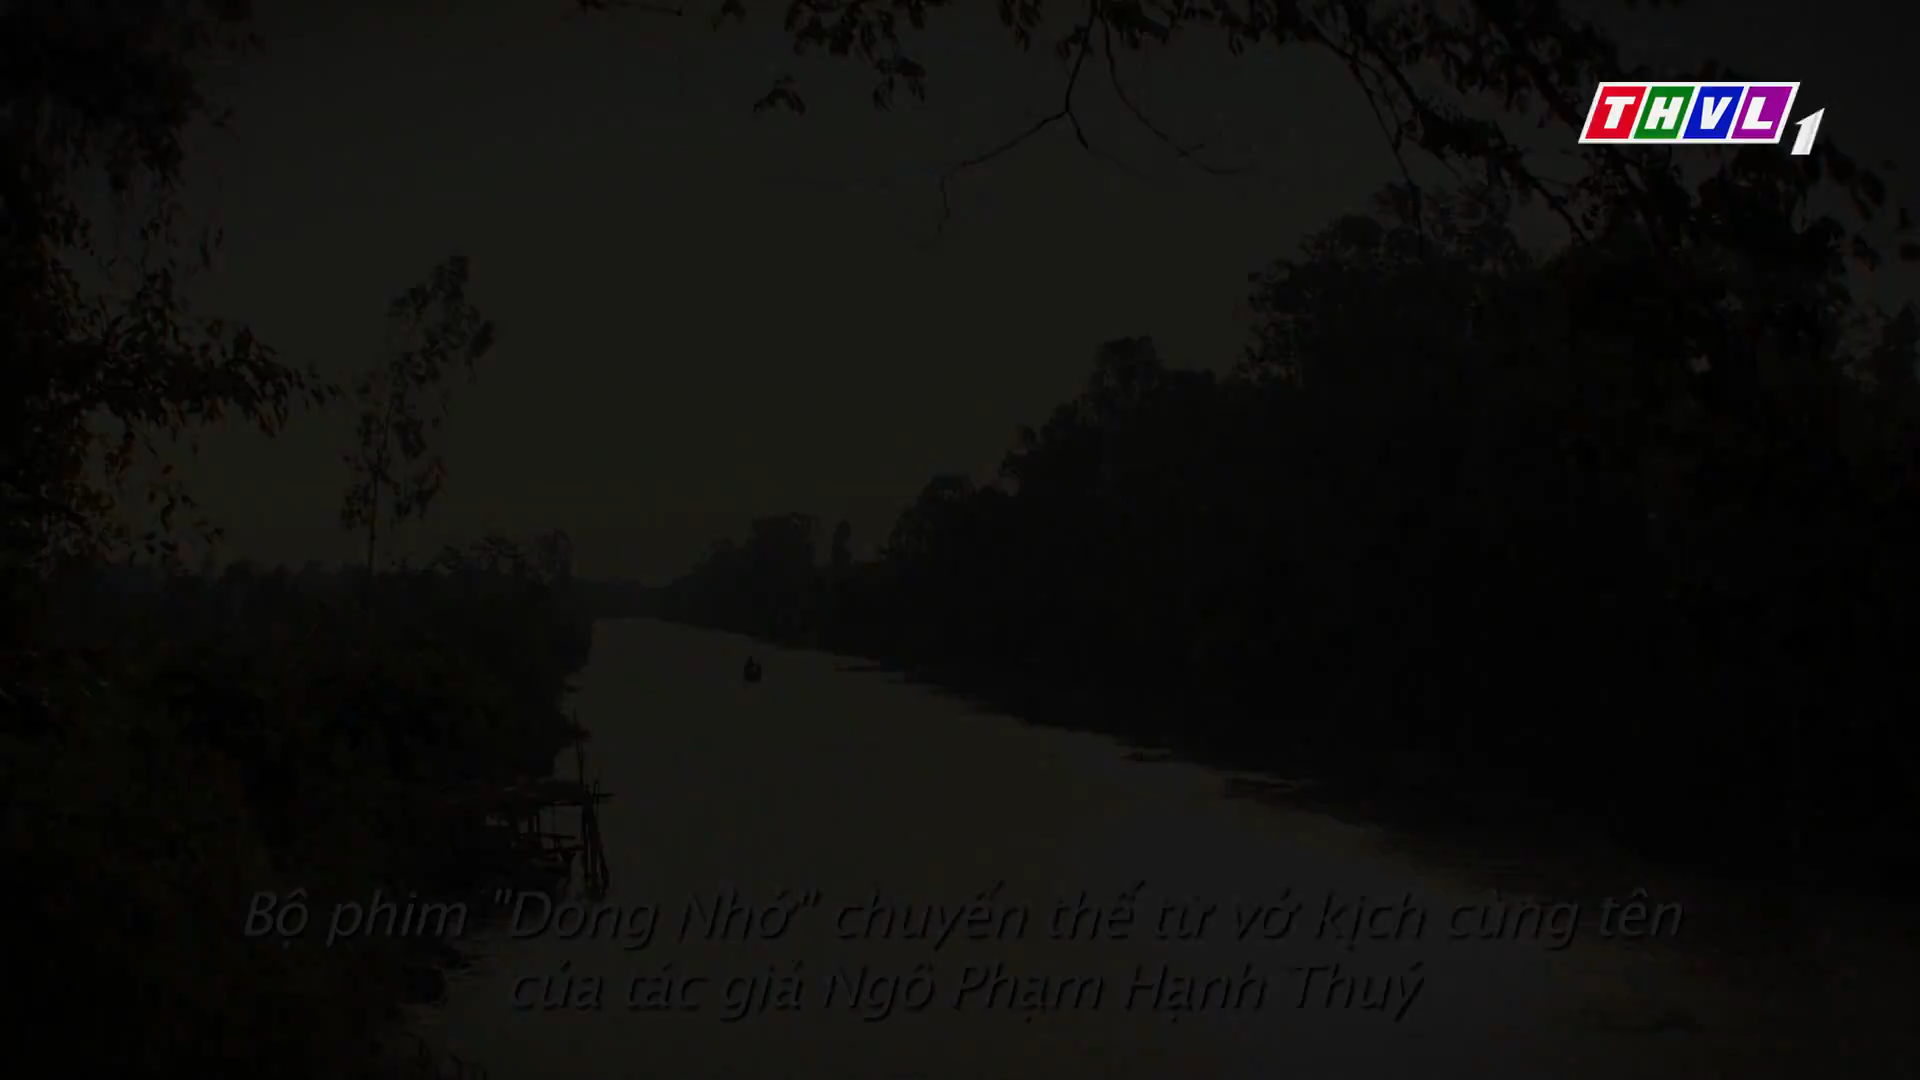 THVL1
Bộ phim "Dòng Nhớ" chuyển thể từ vở kịch cùng tên
của tác giả Ngô Phạm Hạnh Thuý